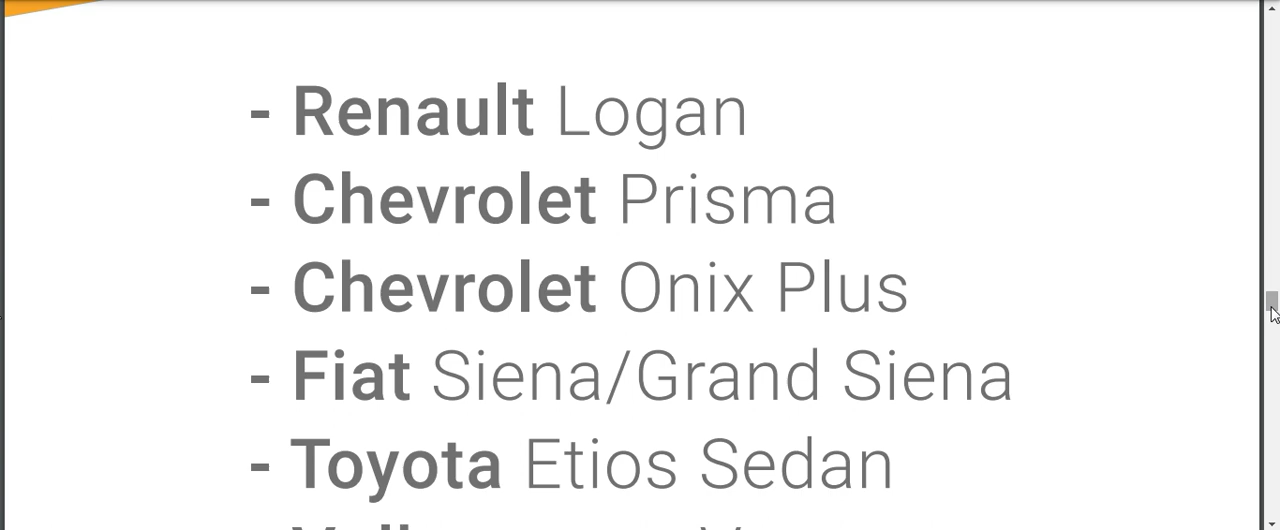 - Renault Logan
- Chevrolet Prisma
- Chevrolet Onix Plus
- Fiat Siena/Grand Siena
- Toyota Etios Sedan